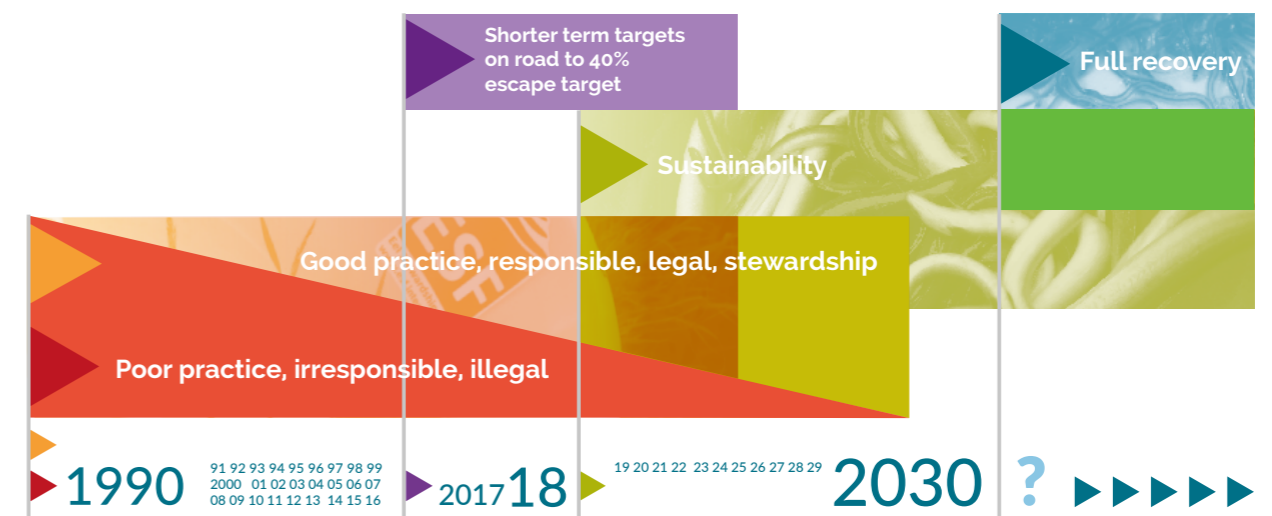 Shorter term targets
on road to 40%
escape target
Full recovery
Sustainability
Good practice, responsible, legal, stewardship
Poor practice, irresponsible, illegal
1990
91 92 93 94 95 96 97 98 99
2000 01 02 03 04 05 06 07
08 09 10 11 12 13 14 15 16
2017 18
19 20 21 22 23 24 25 26 27 28 29
2030
?